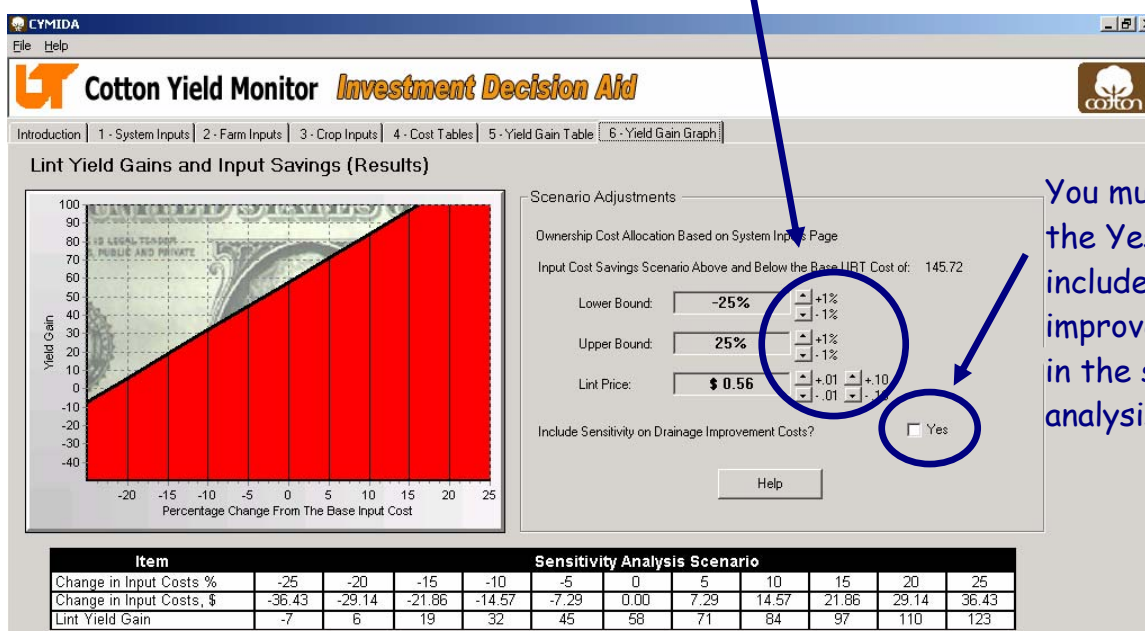 CYMIDA
File Help
UT Cotton Yield Monitor Investment Decision Aid
cotton
Introduction 1 - System Inputs 2 - Farm Inputs 3 - Crop Inputs 4 - Cost Tables 5 - Yield Gain Table 6 - Yield Gain Graph
Lint Yield Gains and Input Savings (Results)
100
90
80
70
60
50
40
30
20
10
0
-10
-20
-30
-40
Yield Gain
-20 -15 -10 -5 0 5 10 15 20 25
Percentage Change From The Base Input Cost
IS LEGAL TENDER
PUBLIC AND PRIVATE
Scenario Adjustments
Ownership Cost Allocation Based on System Inputs Page
Input Cost Savings Scenario Above and Below the Base URT Cost of: 145.72
Lower Bound: -25% +1%
- 1%
Upper Bound: 25% +1%
- 1%
Lint Price: $ 0.56 +.01 +.10
- .01 - .10
Include Sensitivity on Drainage Improvement Costs? Yes
Help
You mu
the Ye
include
improv
in the s
analysi
Item Sensitivity Analysis Scenario
Change in Input Costs % -25 -20 -15 -10 -5 0 5 10 15 20 25
Change in Input Costs, $ -36.43 -29.14 -21.86 -14.57 -7.29 0.00 7.29 14.57 21.86 29.14 36.43
Lint Yield Gain -7 6 19 32 45 58 71 84 97 110 123